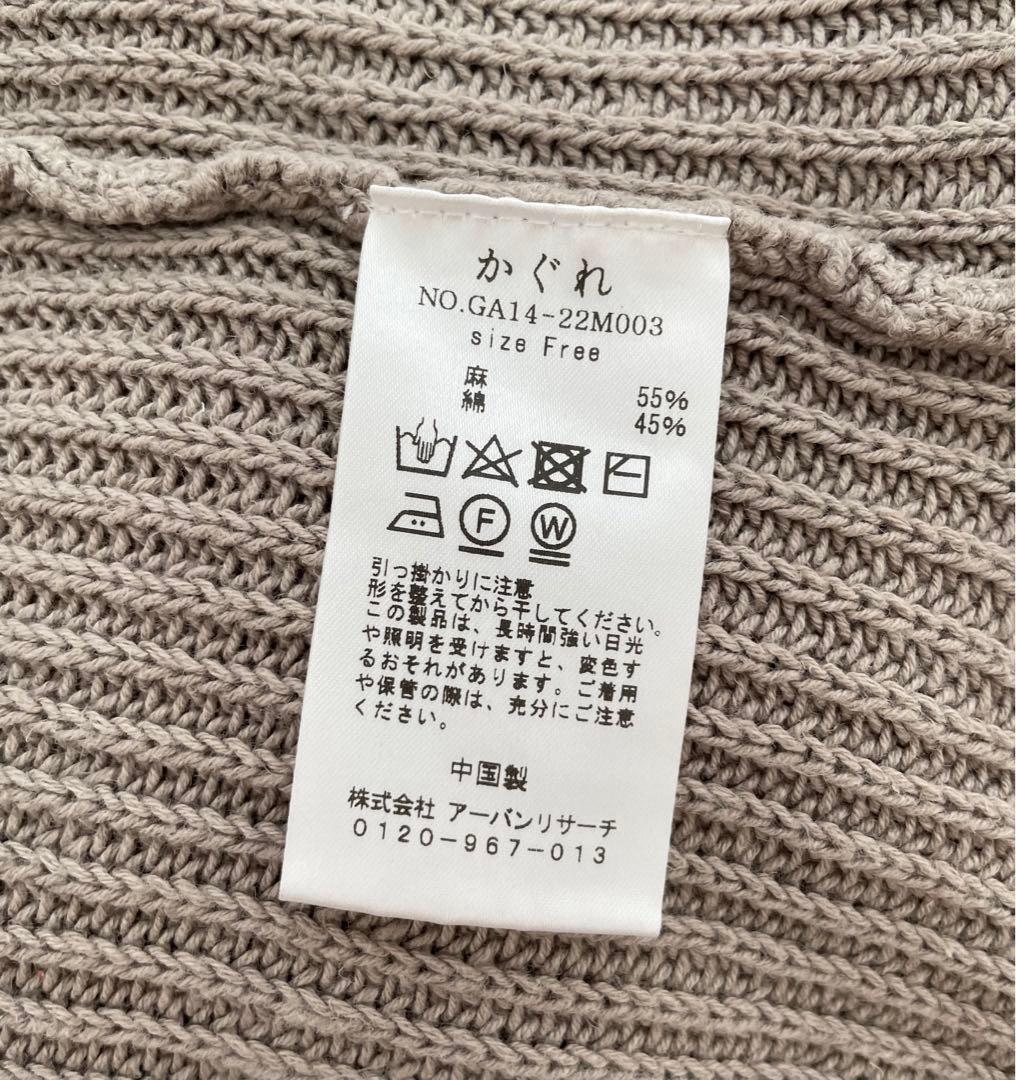 かぐれ
NO.GA14-22M003
size Free
麻 55%
綿 45%
F W
引っ掛かりに注意
形を整えてから干してください。
この製品は、長時間強い日光
や照明を受けますと、変色す
るおそれがあります。ご着用
や保管の際は、充分にご注意
ください。
中国製
株式会社 アーバンリサーチ
0120-967-013